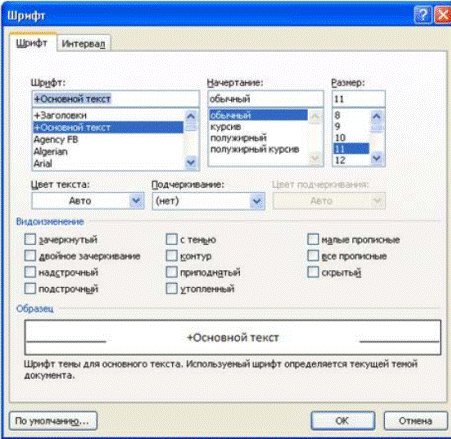 Шрифт
Шрифт Интервал
Шрифт: Начертание: Размер:
+Основной текст обычный 11
+Заголовки обычный 8
+Основной текст курсив 9
Agency FB полужирный 10
Algerian полужирный курсив 11
Arial 12
Цвет текста: Подчеркивание: Цвет подчеркивания:
Авто (нет) Авто
Видоизменение
зачеркнутый с тенью малые прописные
двойное зачеркивание контур все прописные
надстрочный приподнятый скрытый
подстрочный утопленный
Образец
+Основной текст
Шрифт темы для основного текста. Используемый шрифт определяется текущей темой
документа.
По умолчанию... ОК Отмена